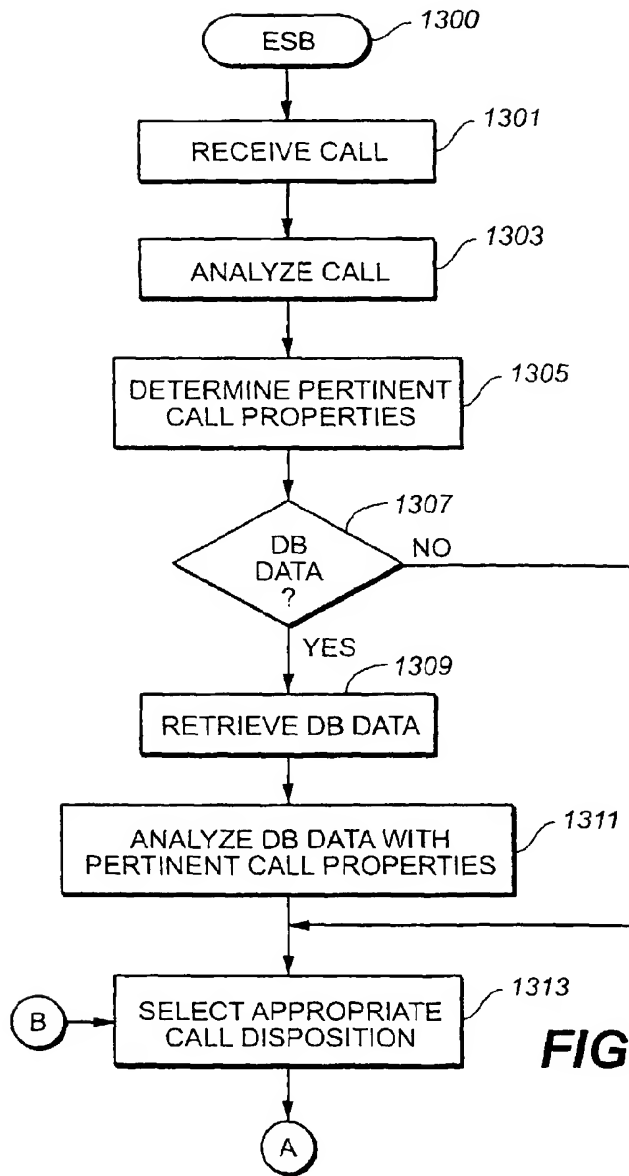 ESB
1300
RECEIVE CALL
1301
ANALYZE CALL
1303
DETERMINE PERTINENT
CALL PROPERTIES
1305
DB
DATA
?
1307
NO
YES
RETRIEVE DB DATA
1309
ANALYZE DB DATA WITH
PERTINENT CALL PROPERTIES
1311
B
SELECT APPROPRIATE
CALL DISPOSITION
1313
FIG
A